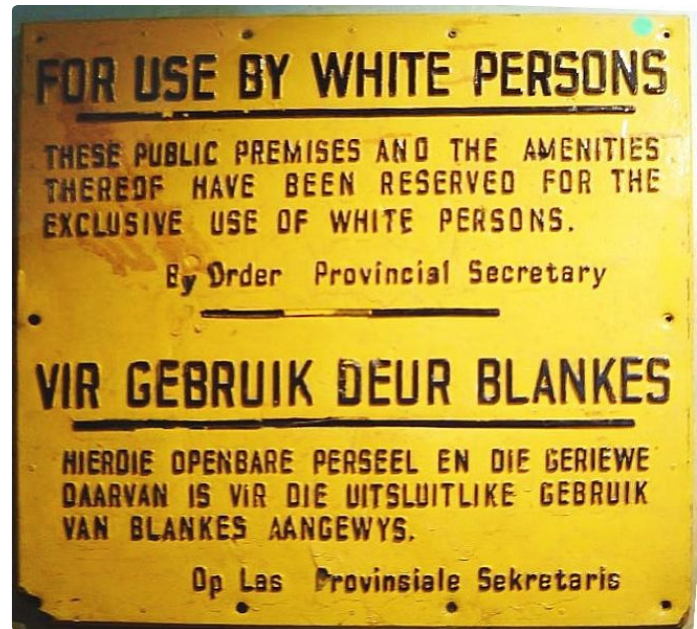 FOR USE BY WHITE PERSONS
THESE PUBLIC PREMISES AND THE AMENITIES
THEREOF HAVE BEEN RESERVED FOR THE
EXCLUSIVE USE OF WHITE PERSONS.
By Order Provincial Secretary
VIR GEBRUIK DEUR BLANKES
HIERDIE OPENBARE PERSEEL EN DIE GERIEWE
DAARVAN IS ViR DIE UITSLUITLIKE GEBRUIK
VAN BLANKES AANGEWYS.
Op Las Provinsiale Sekretaris